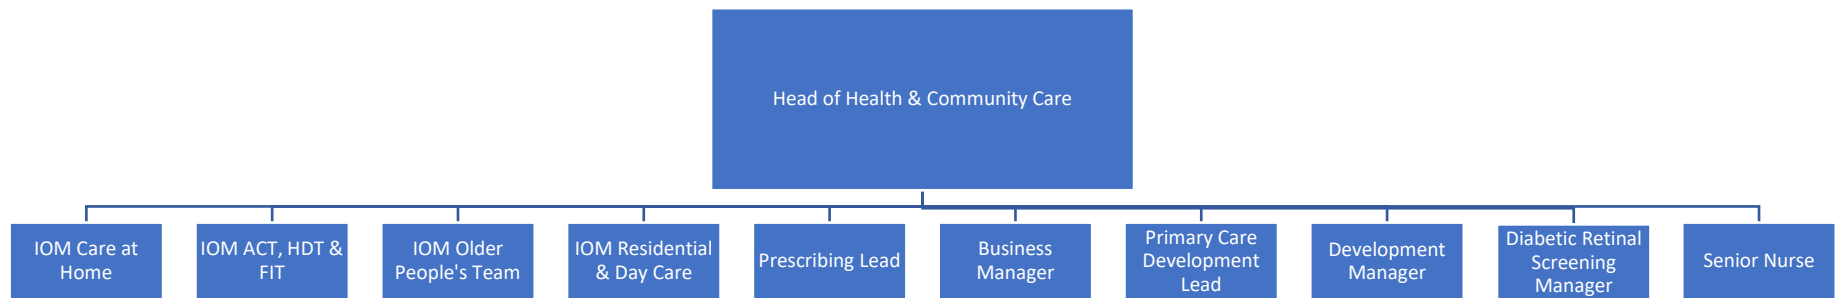 Head of Health & Community Care
IOM Care at
Home
IOM ACT, HDT &
FIT
IOM Older
People's Team
IOM Residential
& Day Care
Prescribing Lead
Business
Manager
Primary Care
Development
Lead
Development
Manager
Diabetic Retinal
Screening
Manager
Senior Nurse